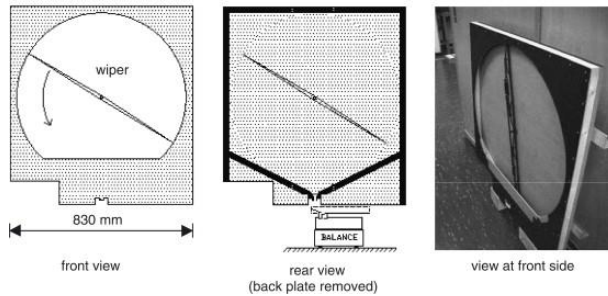 wiper
830 mm
front view
BALANCE
rear view
(back plate removed)
view at front side